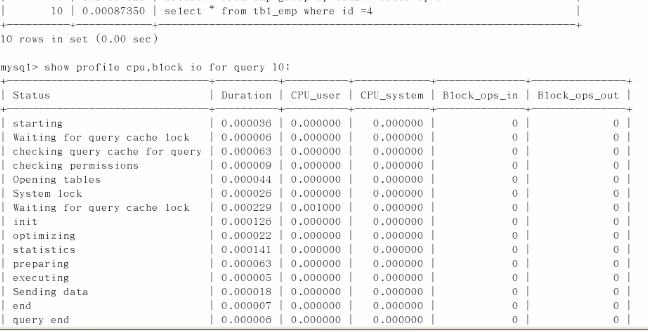 |       10 | 0.00087350 | select * from tbl_emp where id =4 |
10 rows in set (0.00 sec)
mysql> show profile cpu,block io for query 10;
| Status | Duration | CPU_user | CPU_system | Block_ops_in | Block_ops_out |
| starting | 0.000036 | 0.000000 | 0.000000 | 0 | 0 |
| Waiting for query cache lock | 0.000006 | 0.000000 | 0.000000 | 0 | 0 |
| checking query cache for query | 0.000063 | 0.000000 | 0.000000 | 0 | 0 |
| checking permissions | 0.000009 | 0.000000 | 0.000000 | 0 | 0 |
| Opening tables | 0.000044 | 0.000000 | 0.000000 | 0 | 0 |
| System lock | 0.000026 | 0.000000 | 0.000000 | 0 | 0 |
| Waiting for query cache lock | 0.000229 | 0.001000 | 0.000000 | 0 | 0 |
| init | 0.000126 | 0.000000 | 0.000000 | 0 | 0 |
| optimizing | 0.000022 | 0.000000 | 0.000000 | 0 | 0 |
| statistics | 0.000141 | 0.000000 | 0.000000 | 0 | 0 |
| preparing | 0.000063 | 0.000000 | 0.000000 | 0 | 0 |
| executing | 0.000005 | 0.000000 | 0.000000 | 0 | 0 |
| Sending data | 0.000018 | 0.000000 | 0.000000 | 0 | 0 |
| end | 0.000007 | 0.000000 | 0.000000 | 0 | 0 |
| query end | 0.000006 | 0.000000 | 0.000000 | 0 | 0 |